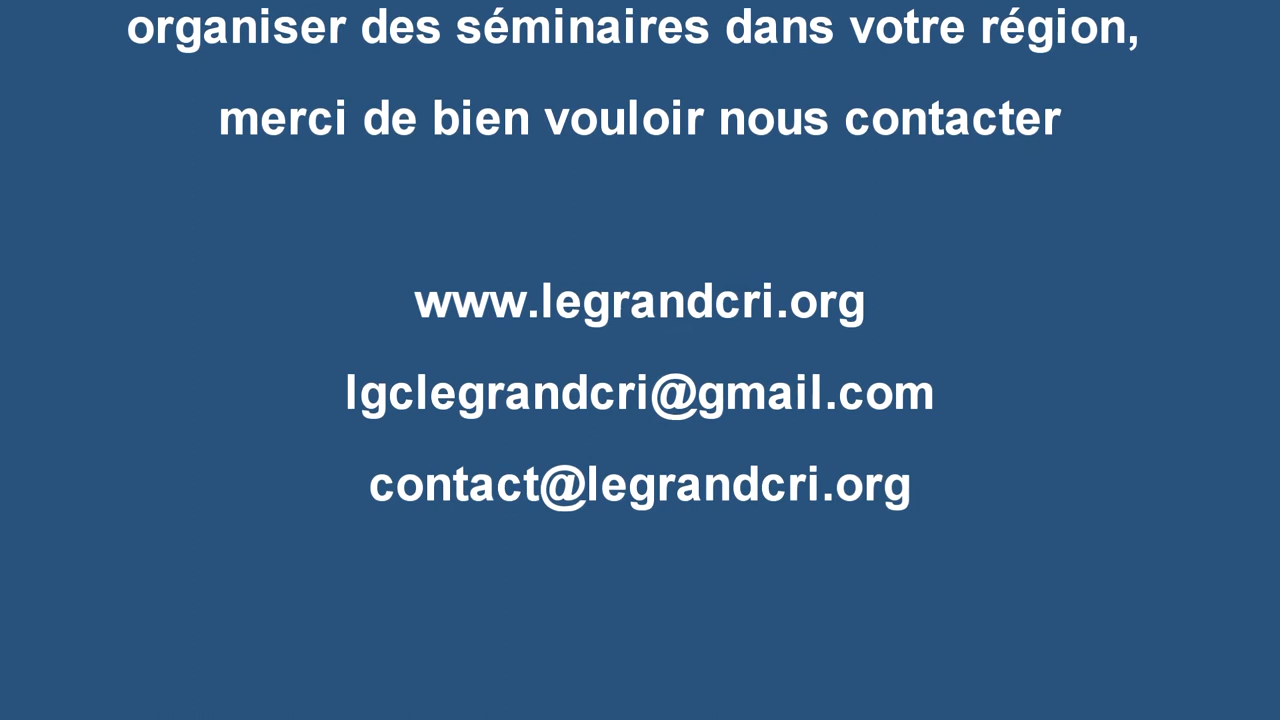 organiser des séminaires dans votre région,
merci de bien vouloir nous contacter
www.legrandcri.org
lgclegrandcri@gmail.com
contact@legrandcri.org